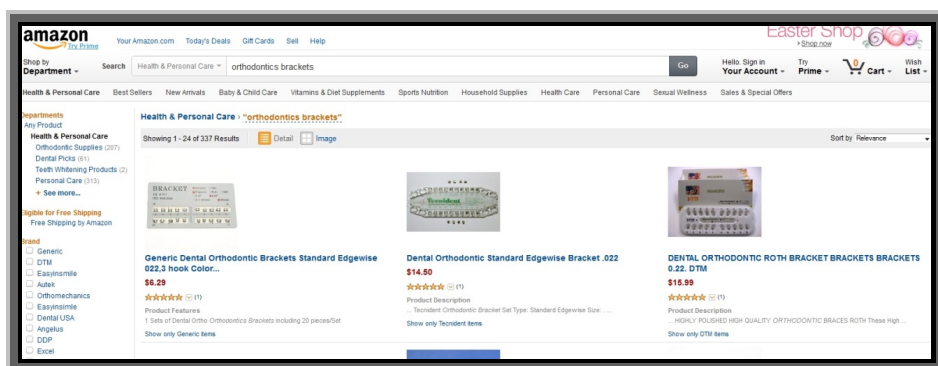 amazon
Try Prime
Your Amazon.com Today's Deals Gift Cards Sell Help
Easter Shop
Shop now
Shop by
Department
Search Health & Personal Care orthodontics brackets Go
Hello. Sign in
Your Account
Try
Prime
0
Cart
Wish
List
Health & Personal Care Best Sellers New Arrivals Baby & Child Care Vitamins & Diet Supplements Sports Nutrition Household Supplies Health Care Personal Care Sexual Wellness Sales & Special Offers
Departments
Any Product
Health & Personal Care
Orthodontic Supplies (207)
Dental Picks (61)
Teeth Whitening Products (2)
Personal Care (313)
+ See more...
Eligible for Free Shipping
Free Shipping by Amazon
Brand
Generic
DTM
Easyinsmile
Autek
Orthomechanics
Easyinsimile
Dental USA
Angelus
DDP
Excel
Health & Personal Care › "orthodontics brackets"
Showing 1 - 24 of 337 Results Detail Image
Sort by Relevance
BRACKET
Generic Dental Orthodontic Brackets Standard Edgewise
022,3 hook Color...
$6.29
(1)
Product Features
1 Sets of Dental Ortho Orthodontics Brackets including 20 pieces/Set
Show only Generic items
Tecnident
Dental Orthodontic Standard Edgewise Bracket .022
$14.50
(1)
Product Description
... Tecnident Orthodontic Bracket Set Type: Standard Edgewise Size: ...
Show only Tecnident items
DENTAL ORTHODONTIC ROTH BRACKET BRACKETS BRACKETS
0.22. DTM
$15.99
(1)
Product Description
... HIGHLY POLISHED HIGH QUALITY ORTHODONTIC BRACES ROTH These High ...
Show only DTM items